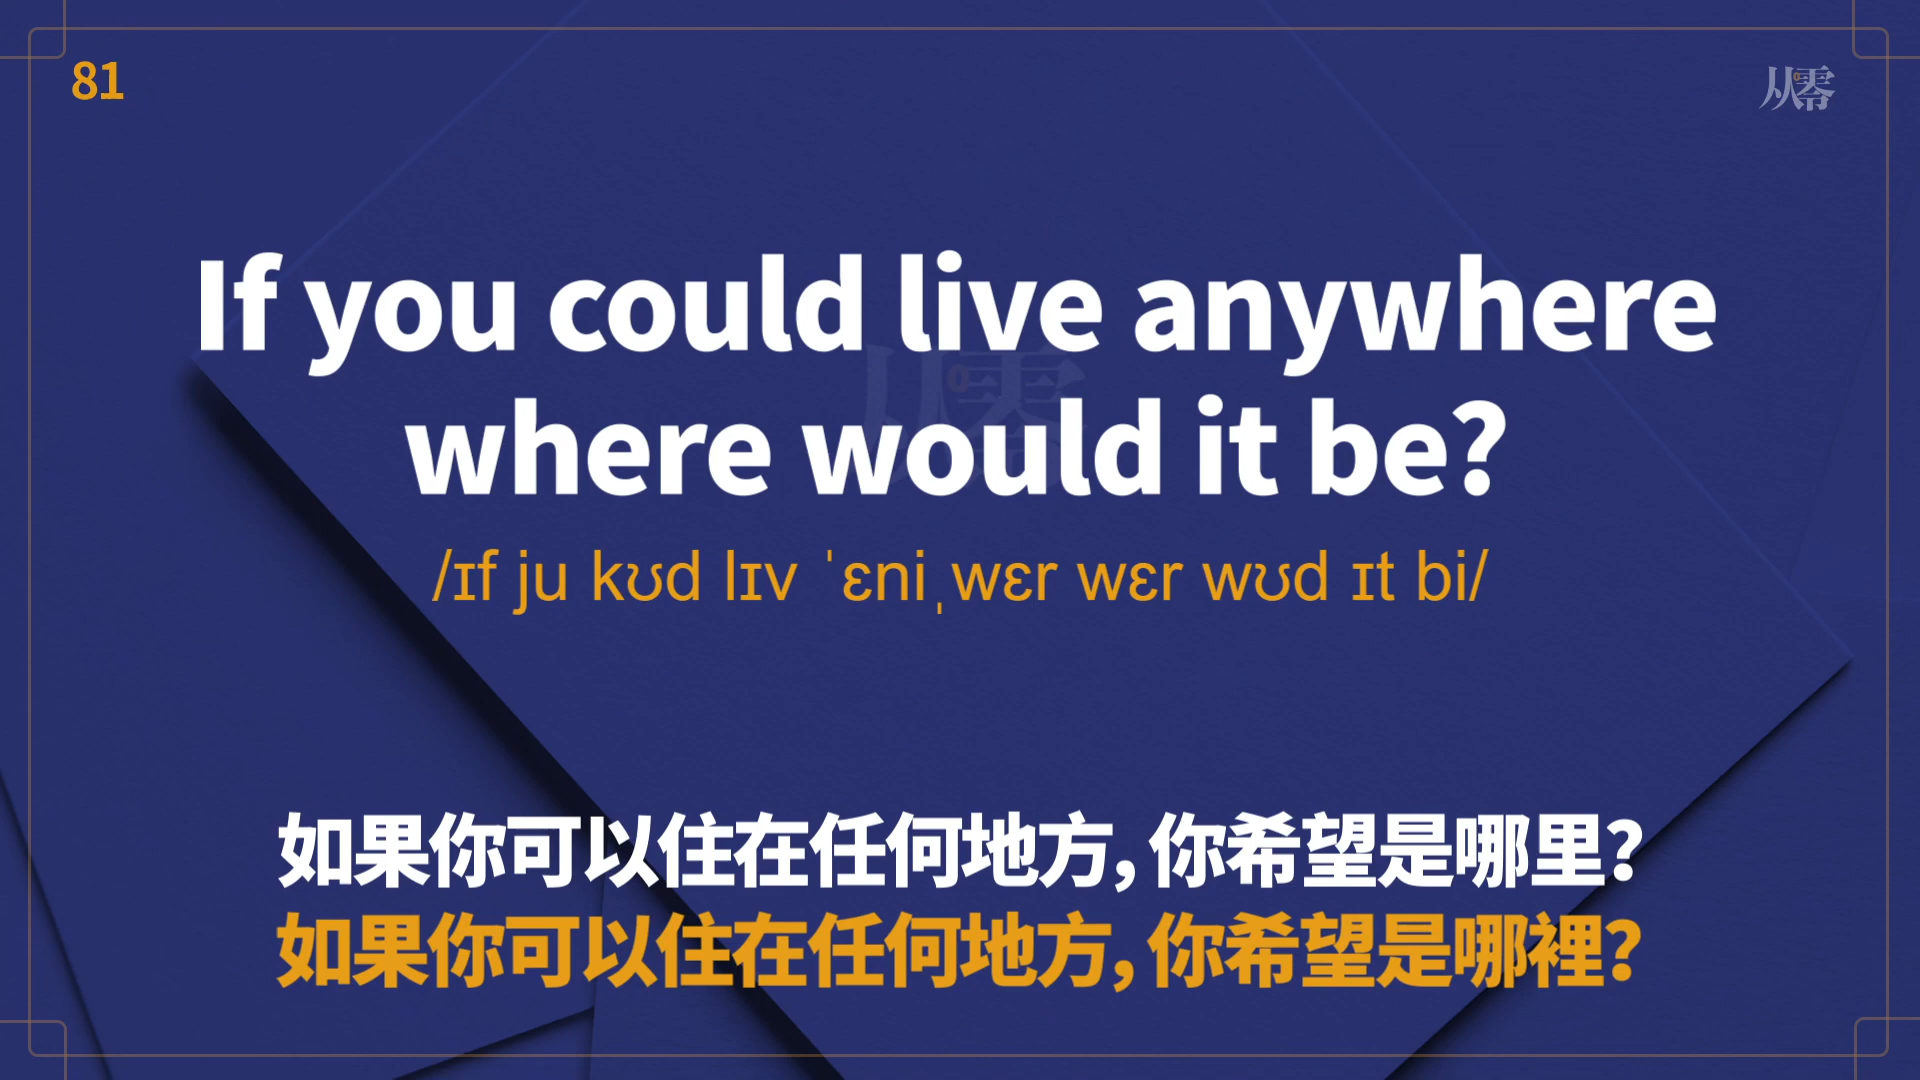 81
从零
If you could live anywhere
where would it be?
/ɪf ju kʊd lɪv ˈɛniˌwɛr wɛr wʊd ɪt bi/
如果你可以住在任何地方，你希望是哪里？
如果你可以住在任何地方，你希望是哪裡？